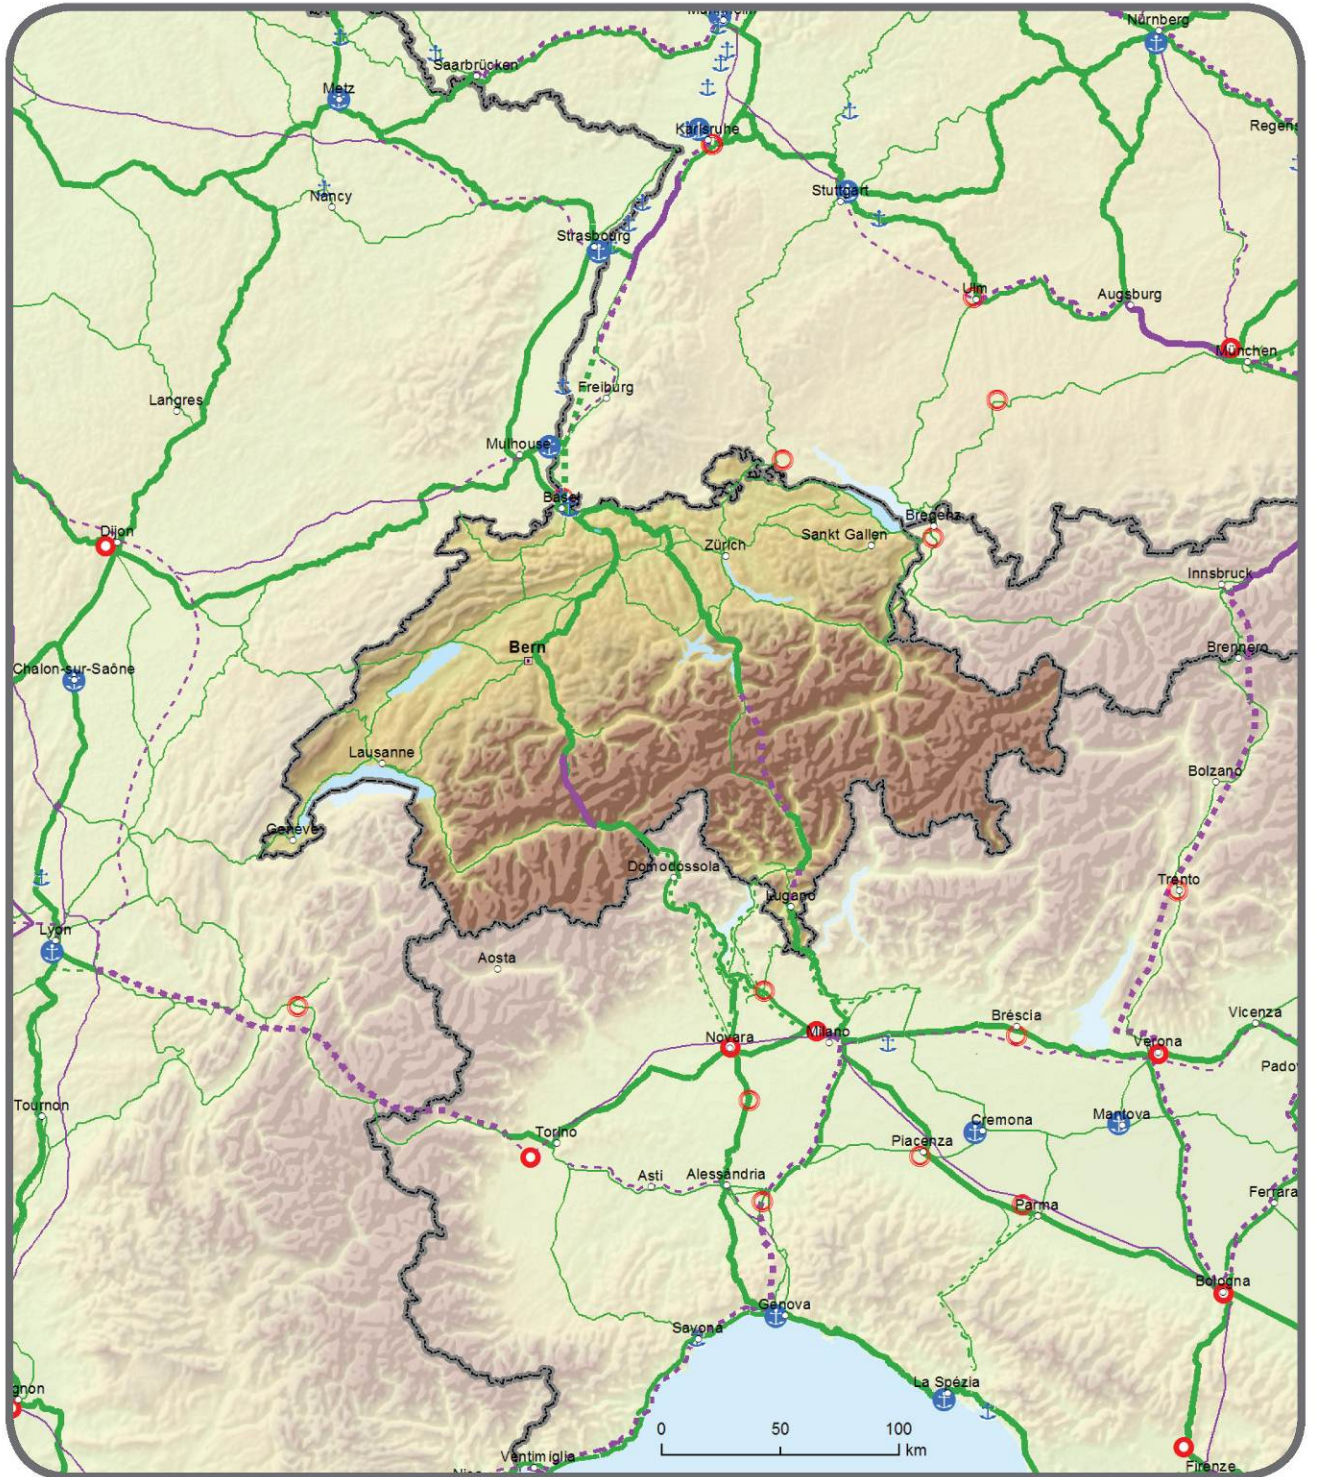 Nürnberg
Saarbrücken
Metz
Karlsruhe
Regens
Stuttgart
Nancy
Strasbourg
Ulm
Augsburg
München
Freiburg
Langres
Mulhouse
Basel
Bregenz
Dijon
Zürich
Sankt Gallen
Innsbruck
Bern
Brennero
Chalon-sur-Saône
Lausanne
Bolzano
Genève
Domodossola
Trento
Lugano
Lyon
Aosta
Bréscia
Vicenza
Novara
Milano
Verona
Pado
Tournon
Cremona
Mantova
Torino
Piacenza
Asti
Alessandria
Ferrara
Parma
Bologna
Genova
Savona
gnon
La Spézia
0 50 100
km
Ventimiglia
Firenze